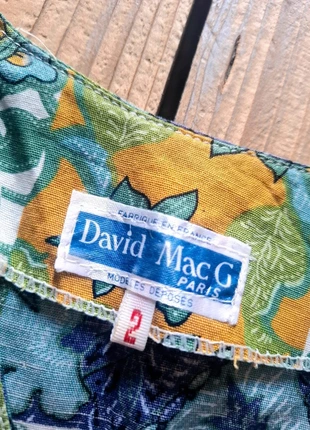 FABRIQUE EN FRANCE
David Mac G
PARIS
MODELES DEPOSES
2